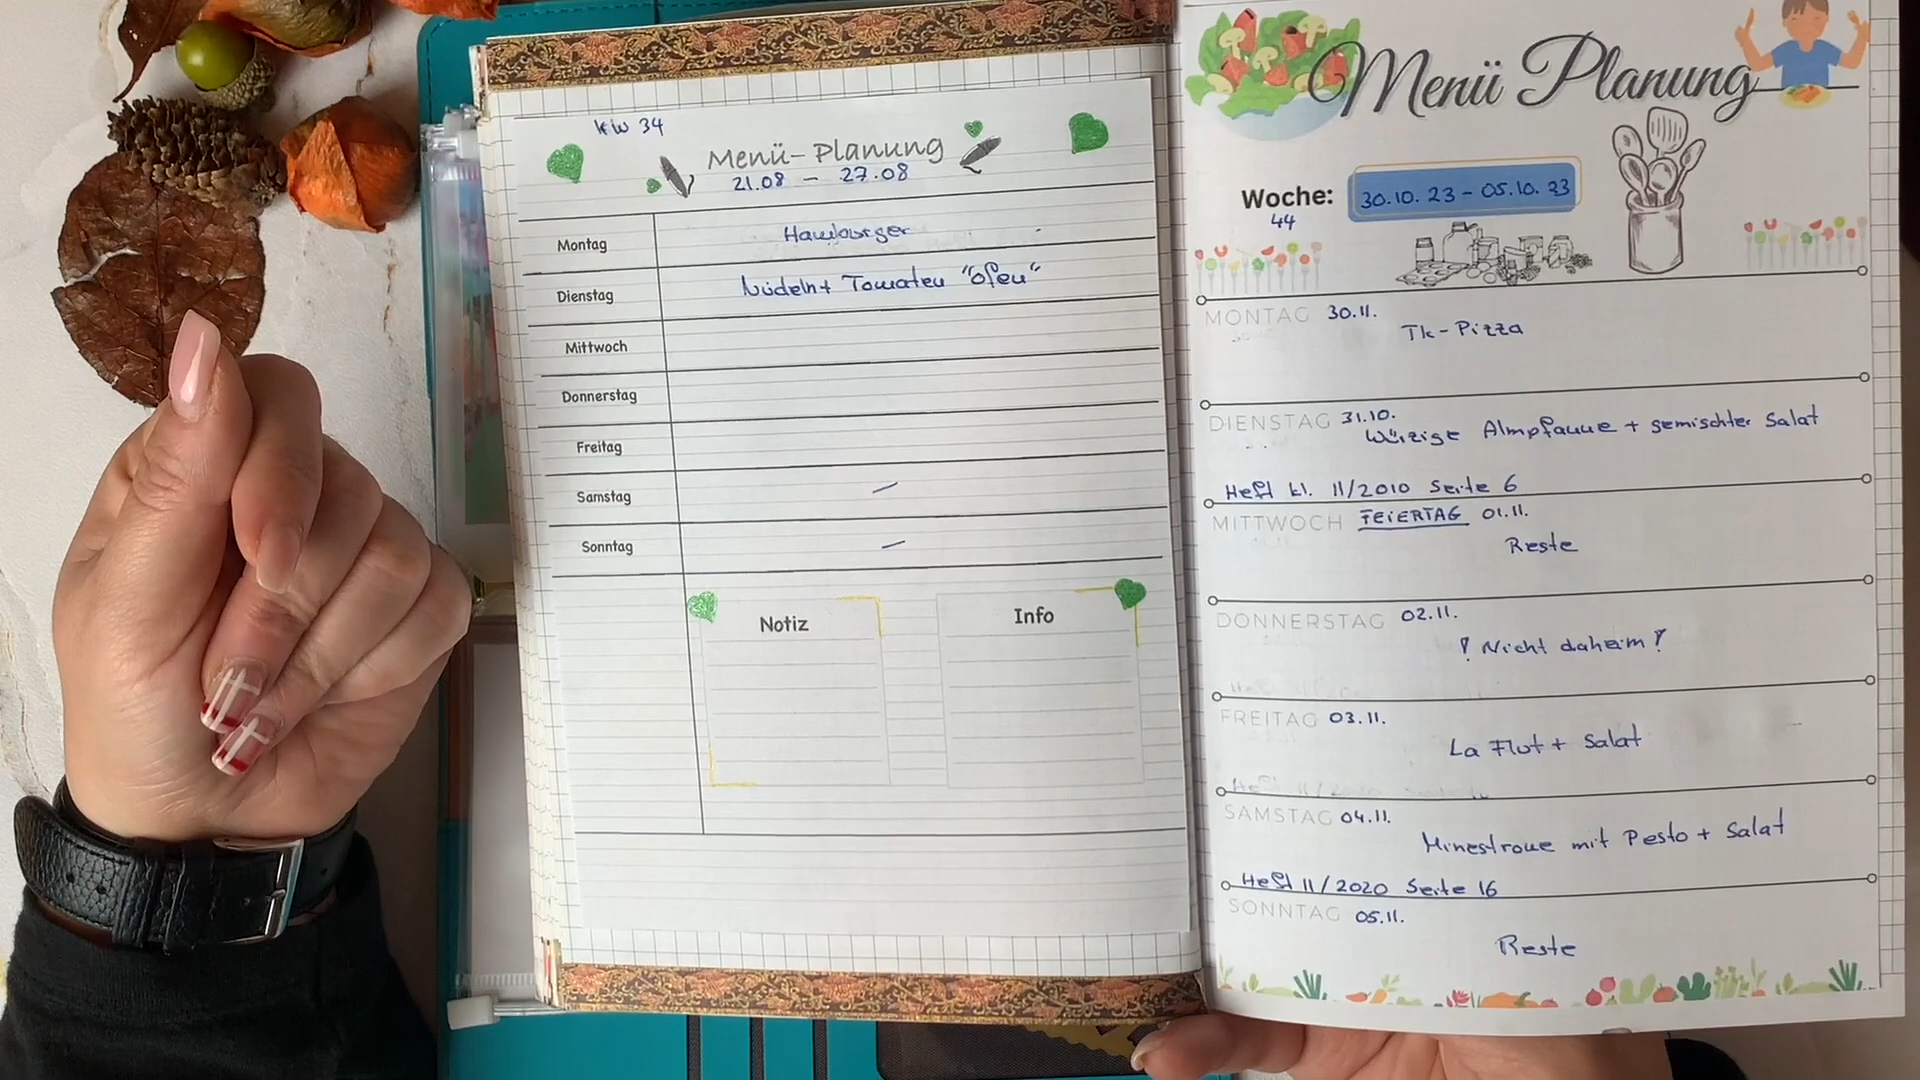 KW 34
Menü-Planung
21.08 – 27.08
Montag Hamburger
Dienstag Nudeln + Tomaten "Ofen"
Mittwoch
Donnerstag
Freitag
Samstag –
Sonntag –
Notiz
Info
Menü Planung
Woche: 30.10.23 – 05.10.23
44
MONTAG 30.11.
Tk-Pizza
DIENSTAG 31.10.
Würzige Almpfanne + gemischter Salat
Heft kl. 11/2010 Seite 6
MITTWOCH FEIERTAG 01.11.
Reste
DONNERSTAG 02.11.
! Nicht daheim !
FREITAG 03.11.
La Flut + Salat
SAMSTAG 04.11.
Minestrone mit Pesto + Salat
Heft 11/2020 Seite 16
SONNTAG 05.11.
Reste